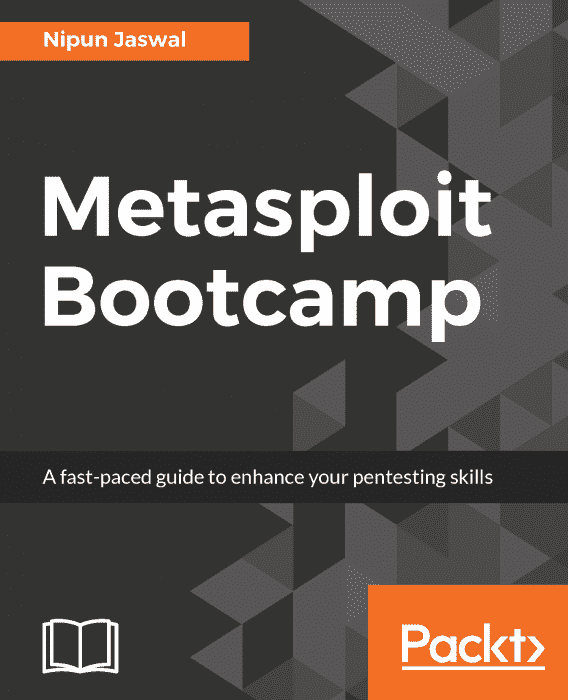 Nipun Jaswal
Metasploit
Bootcamp
A fast-paced guide to enhance your pentesting skills
Packt>